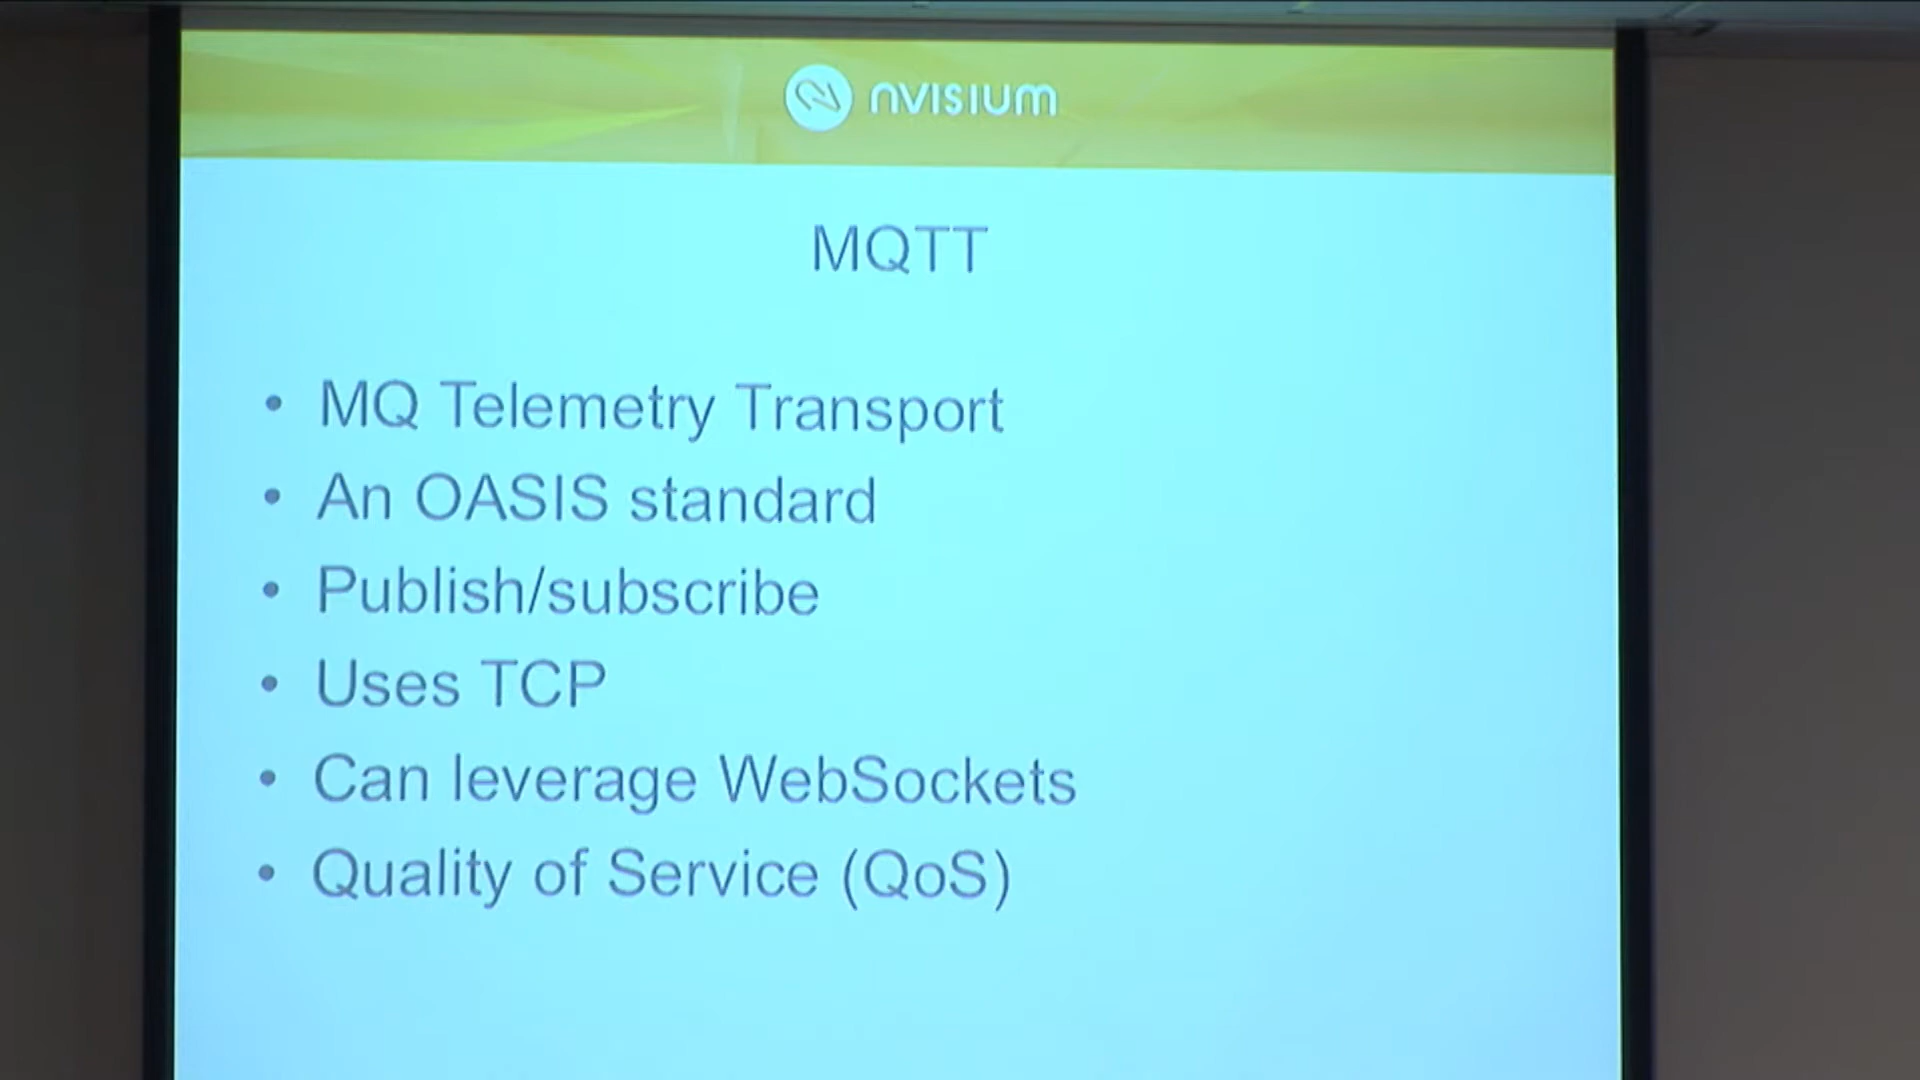 nvisium
MQTT
• MQ Telemetry Transport
• An OASIS standard
• Publish/subscribe
• Uses TCP
• Can leverage WebSockets
• Quality of Service (QoS)